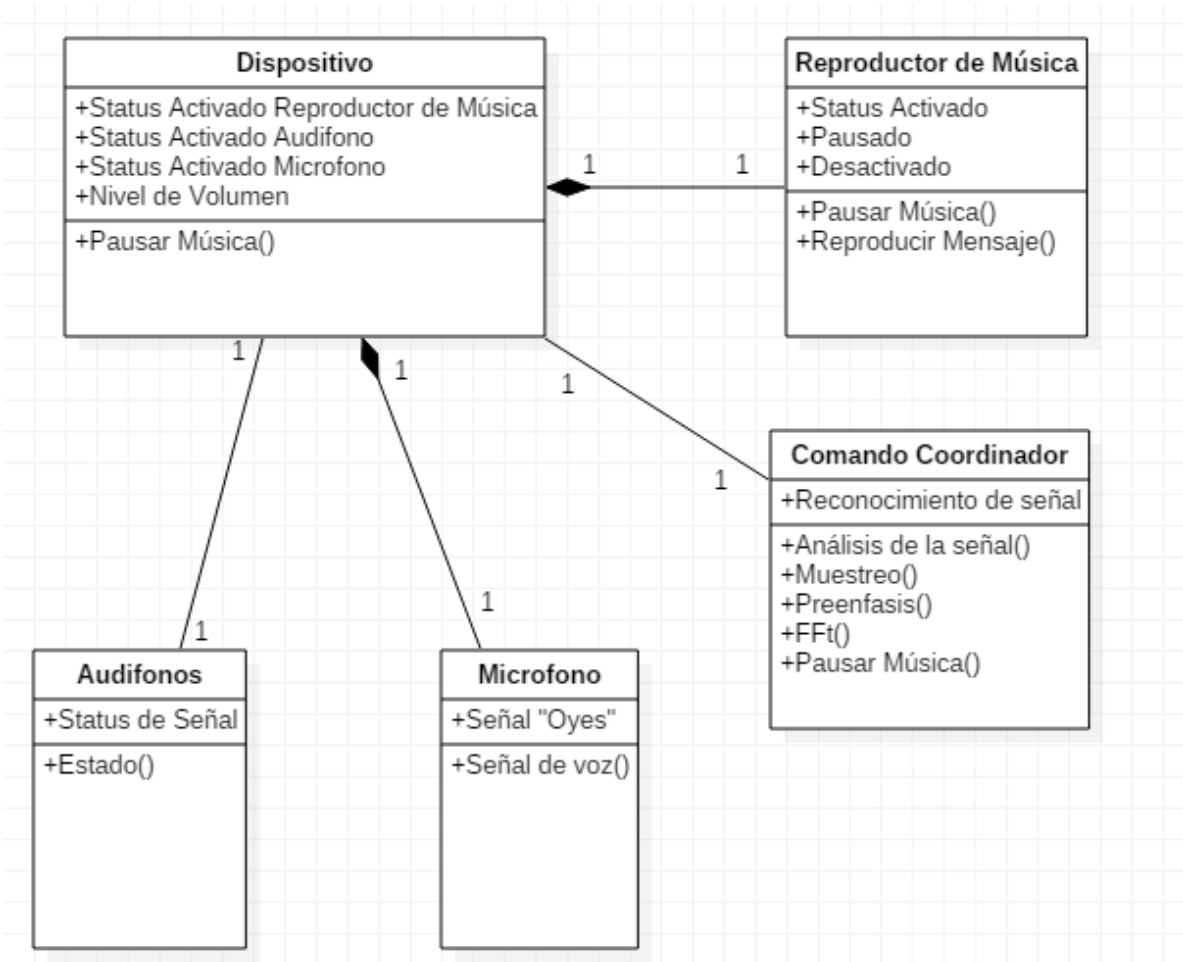 Dispositivo
+Status Activado Reproductor de Música
+Status Activado Audifono
+Status Activado Microfono
+Nivel de Volumen
+Pausar Música()
Reproductor de Música
+Status Activado
+Pausado
+Desactivado
+Pausar Música()
+Reproducir Mensaje()
1
1
1
1
1
1
1
1
Comando Coordinador
+Reconocimiento de señal
+Análisis de la señal()
+Muestreo()
+Preenfasis()
+FFt()
+Pausar Música()
Audifonos
+Status de Señal
+Estado()
Microfono
+Señal "Oyes"
+Señal de voz()